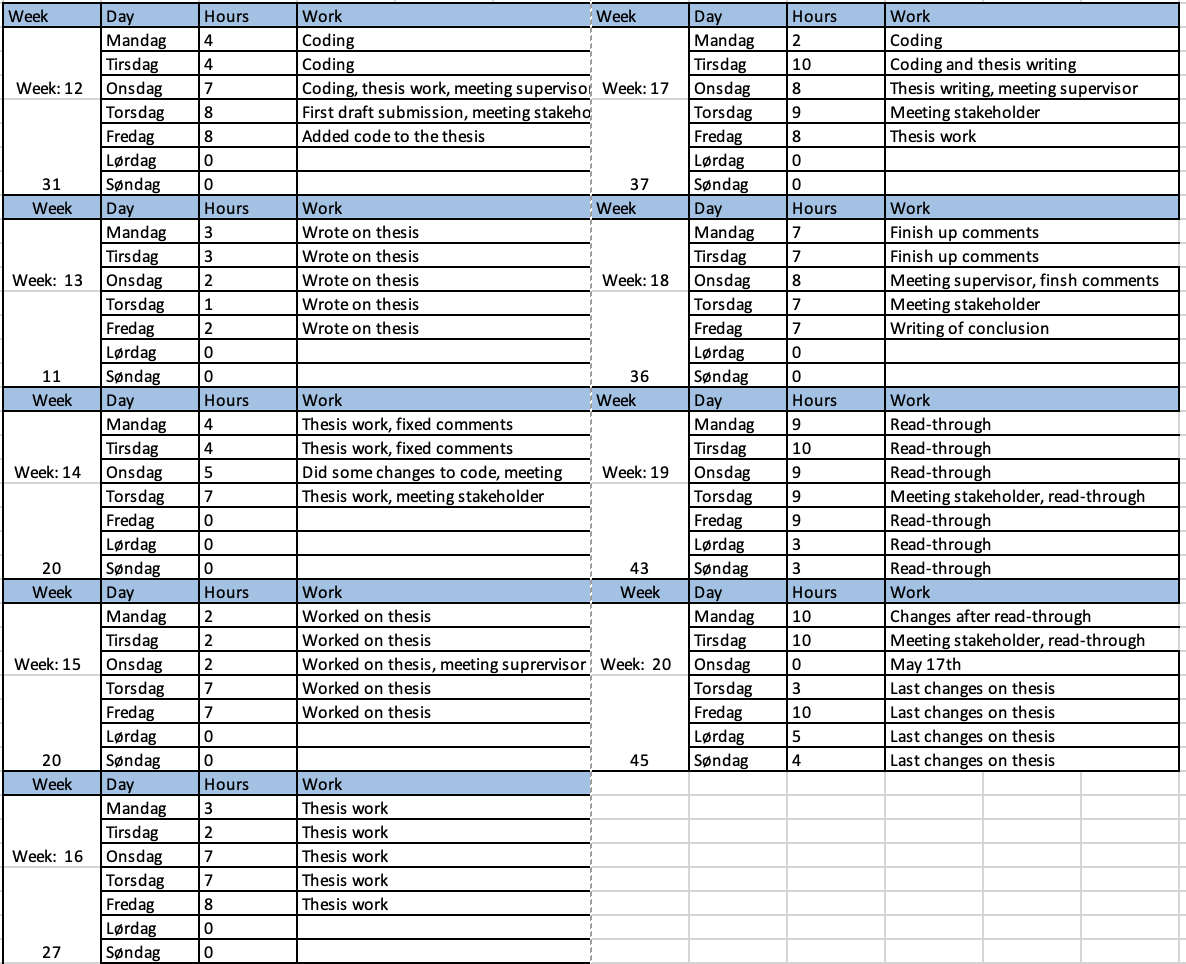 Week Day Hours Work
Mandag 4 Coding
Tirsdag 4 Coding
Week: 12 Onsdag 7 Coding, thesis work, meeting superviso
Torsdag 8 First draft submission, meeting stakeho
Fredag 8 Added code to the thesis
Lørdag 0
31 Søndag 0
Week Day Hours Work
Mandag 3 Wrote on thesis
Tirsdag 3 Wrote on thesis
Week: 13 Onsdag 2 Wrote on thesis
Torsdag 1 Wrote on thesis
Fredag 2 Wrote on thesis
Lørdag 0
11 Søndag 0
Week Day Hours Work
Mandag 4 Thesis work, fixed comments
Tirsdag 4 Thesis work, fixed comments
Week: 14 Onsdag 5 Did some changes to code, meeting
Torsdag 7 Thesis work, meeting stakeholder
Fredag 0
Lørdag 0
20 Søndag 0
Week Day Hours Work
Mandag 2 Worked on thesis
Tirsdag 2 Worked on thesis
Week: 15 Onsdag 2 Worked on thesis, meeting suprervisor
Torsdag 7 Worked on thesis
Fredag 7 Worked on thesis
Lørdag 0
20 Søndag 0
Week Day Hours Work
Mandag 3 Thesis work
Tirsdag 2 Thesis work
Week: 16 Onsdag 7 Thesis work
Torsdag 7 Thesis work
Fredag 8 Thesis work
Lørdag 0
27 Søndag 0
Week Day Hours Work
Mandag 2 Coding
Tirsdag 10 Coding and thesis writing
Week: 17 Onsdag 8 Thesis writing, meeting supervisor
Torsdag 9 Meeting stakeholder
Fredag 8 Thesis work
Lørdag 0
37 Søndag 0
Week Day Hours Work
Mandag 7 Finish up comments
Tirsdag 7 Finish up comments
Week: 18 Onsdag 8 Meeting supervisor, finsh comments
Torsdag 7 Meeting stakeholder
Fredag 7 Writing of conclusion
Lørdag 0
36 Søndag 0
Week Day Hours Work
Mandag 9 Read-through
Tirsdag 10 Read-through
Week: 19 Onsdag 9 Read-through
Torsdag 9 Meeting stakeholder, read-through
Fredag 9 Read-through
Lørdag 3 Read-through
43 Søndag 3 Read-through
Week Day Hours Work
Mandag 10 Changes after read-through
Tirsdag 10 Meeting stakeholder, read-through
Week: 20 Onsdag 0 May 17th
Torsdag 3 Last changes on thesis
Fredag 10 Last changes on thesis
Lørdag 5 Last changes on thesis
45 Søndag 4 Last changes on thesis